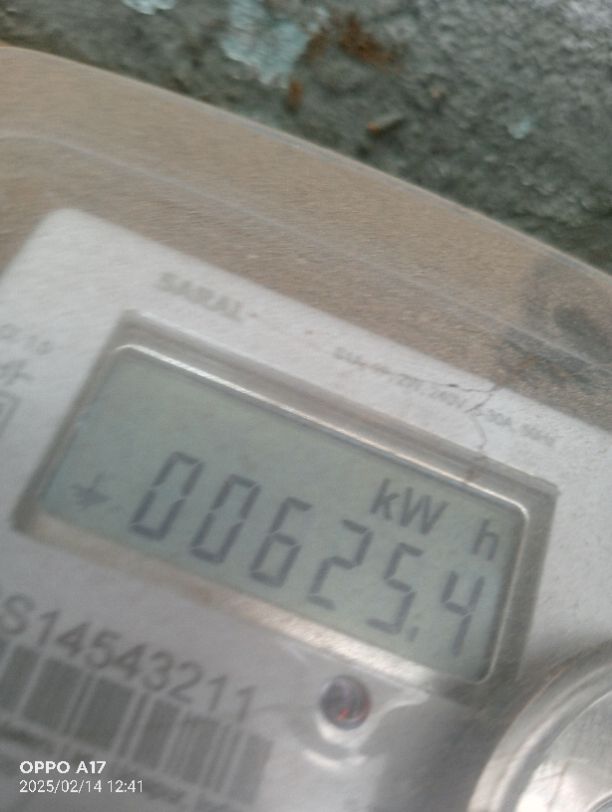 SARAL
kW h
00625.4
S14543211
OPPO A17
2025/02/14 12:41